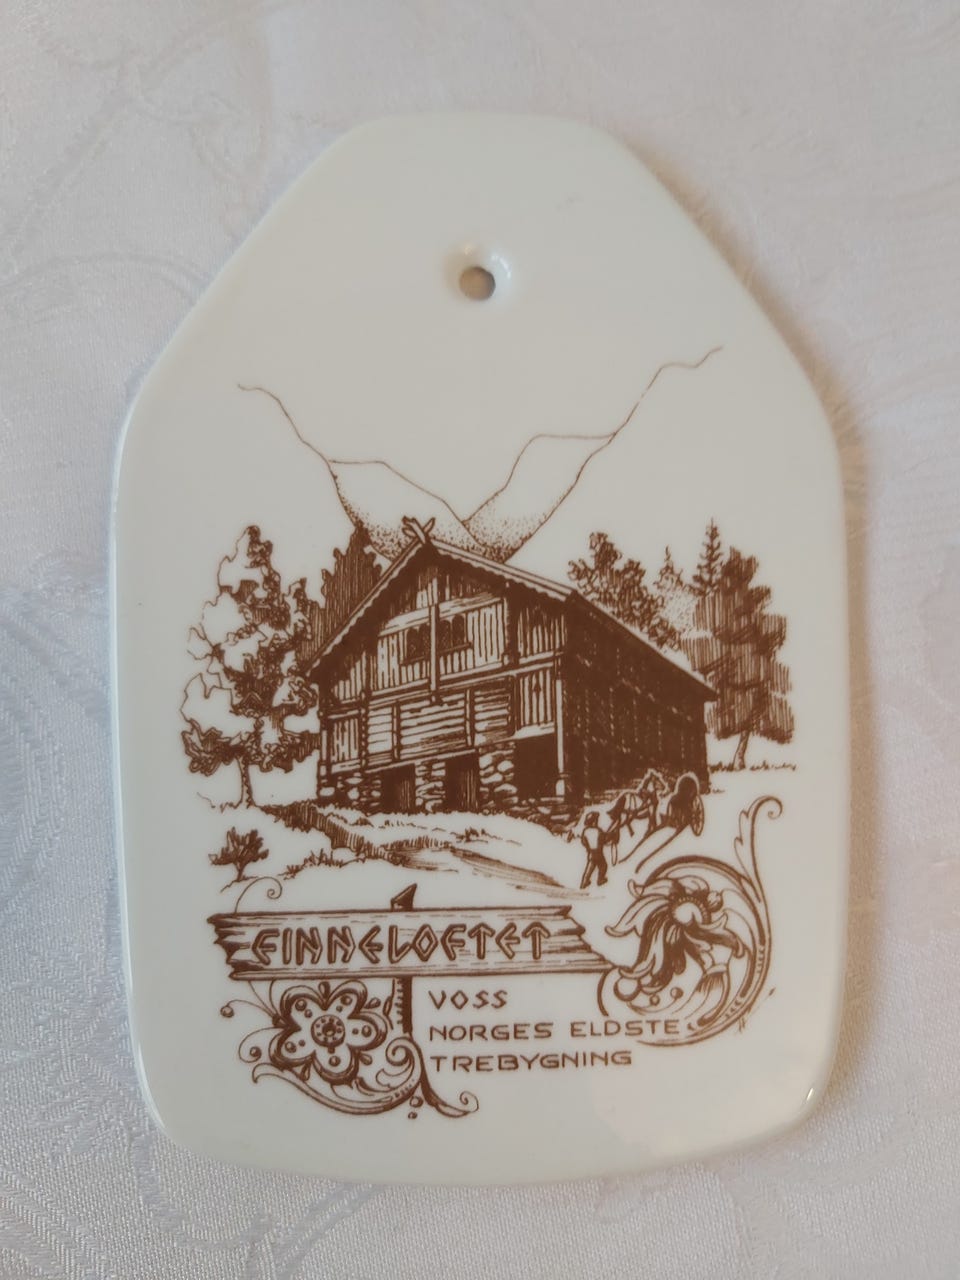 FINNELOFTET
VOSS
NORGES ELDSTE
TREBYGNING